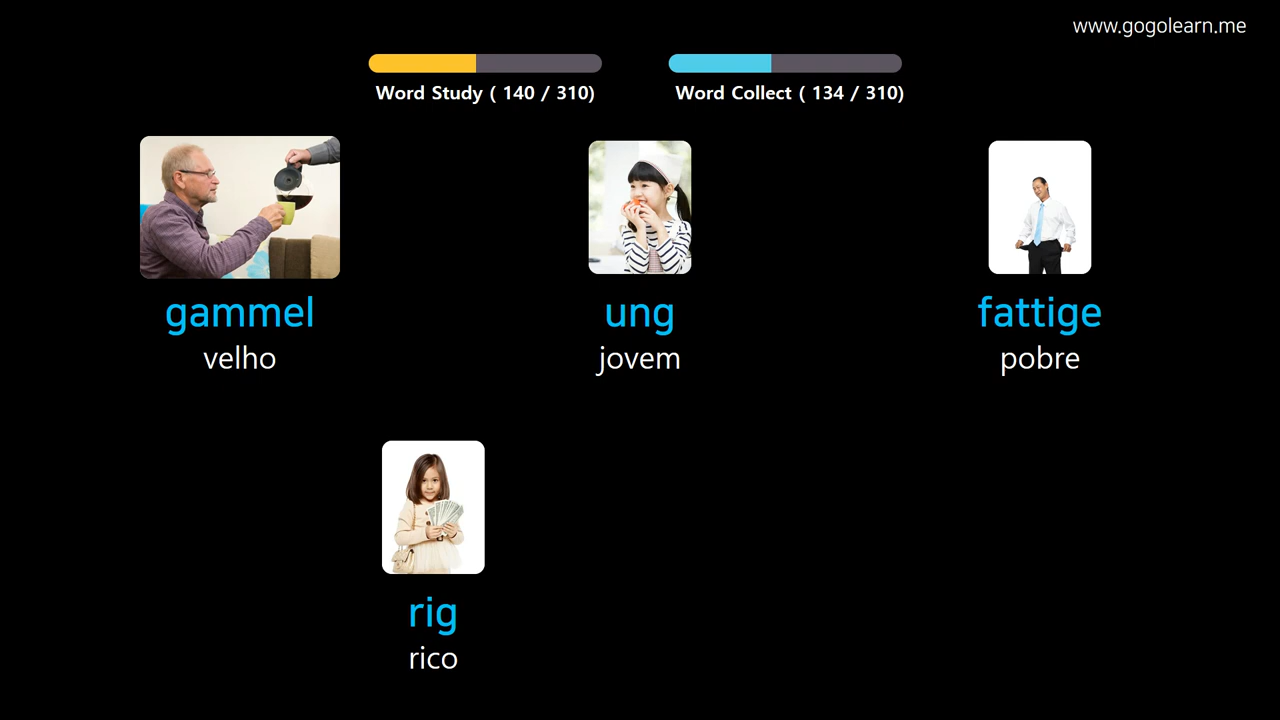 www.gogolearn.me
Word Study ( 140 / 310)
Word Collect ( 134 / 310)
gammel
velho
ung
jovem
fattige
pobre
rig
rico